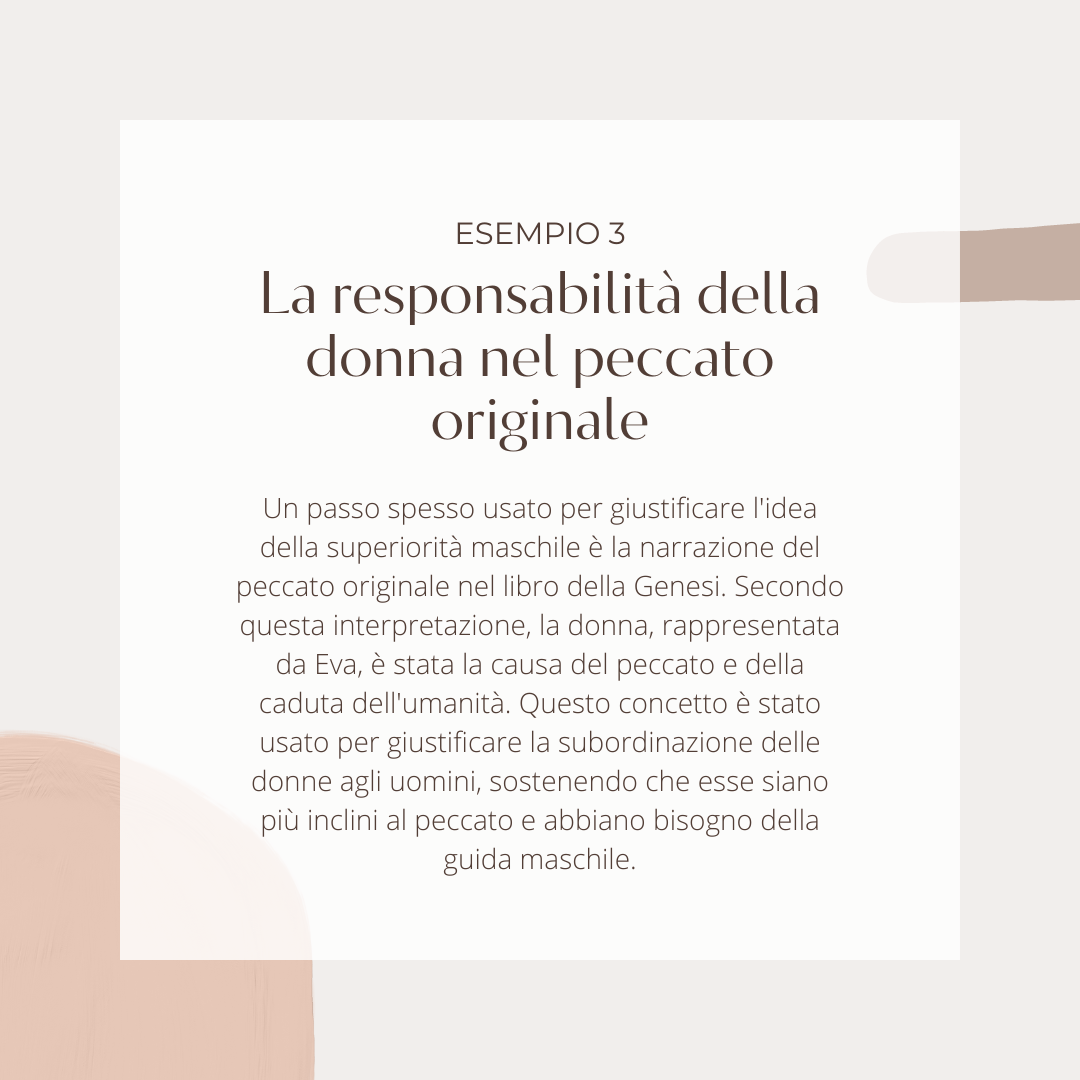 ESEMPIO 3
La responsabilità della
donna nel peccato
originale
Un passo spesso usato per giustificare l'idea
della superiorità maschile è la narrazione del
peccato originale nel libro della Genesi. Secondo
questa interpretazione, la donna, rappresentata
da Eva, è stata la causa del peccato e della
caduta dell'umanità. Questo concetto è stato
usato per giustificare la subordinazione delle
donne agli uomini, sostenendo che esse siano
più inclini al peccato e abbiano bisogno della
guida maschile.